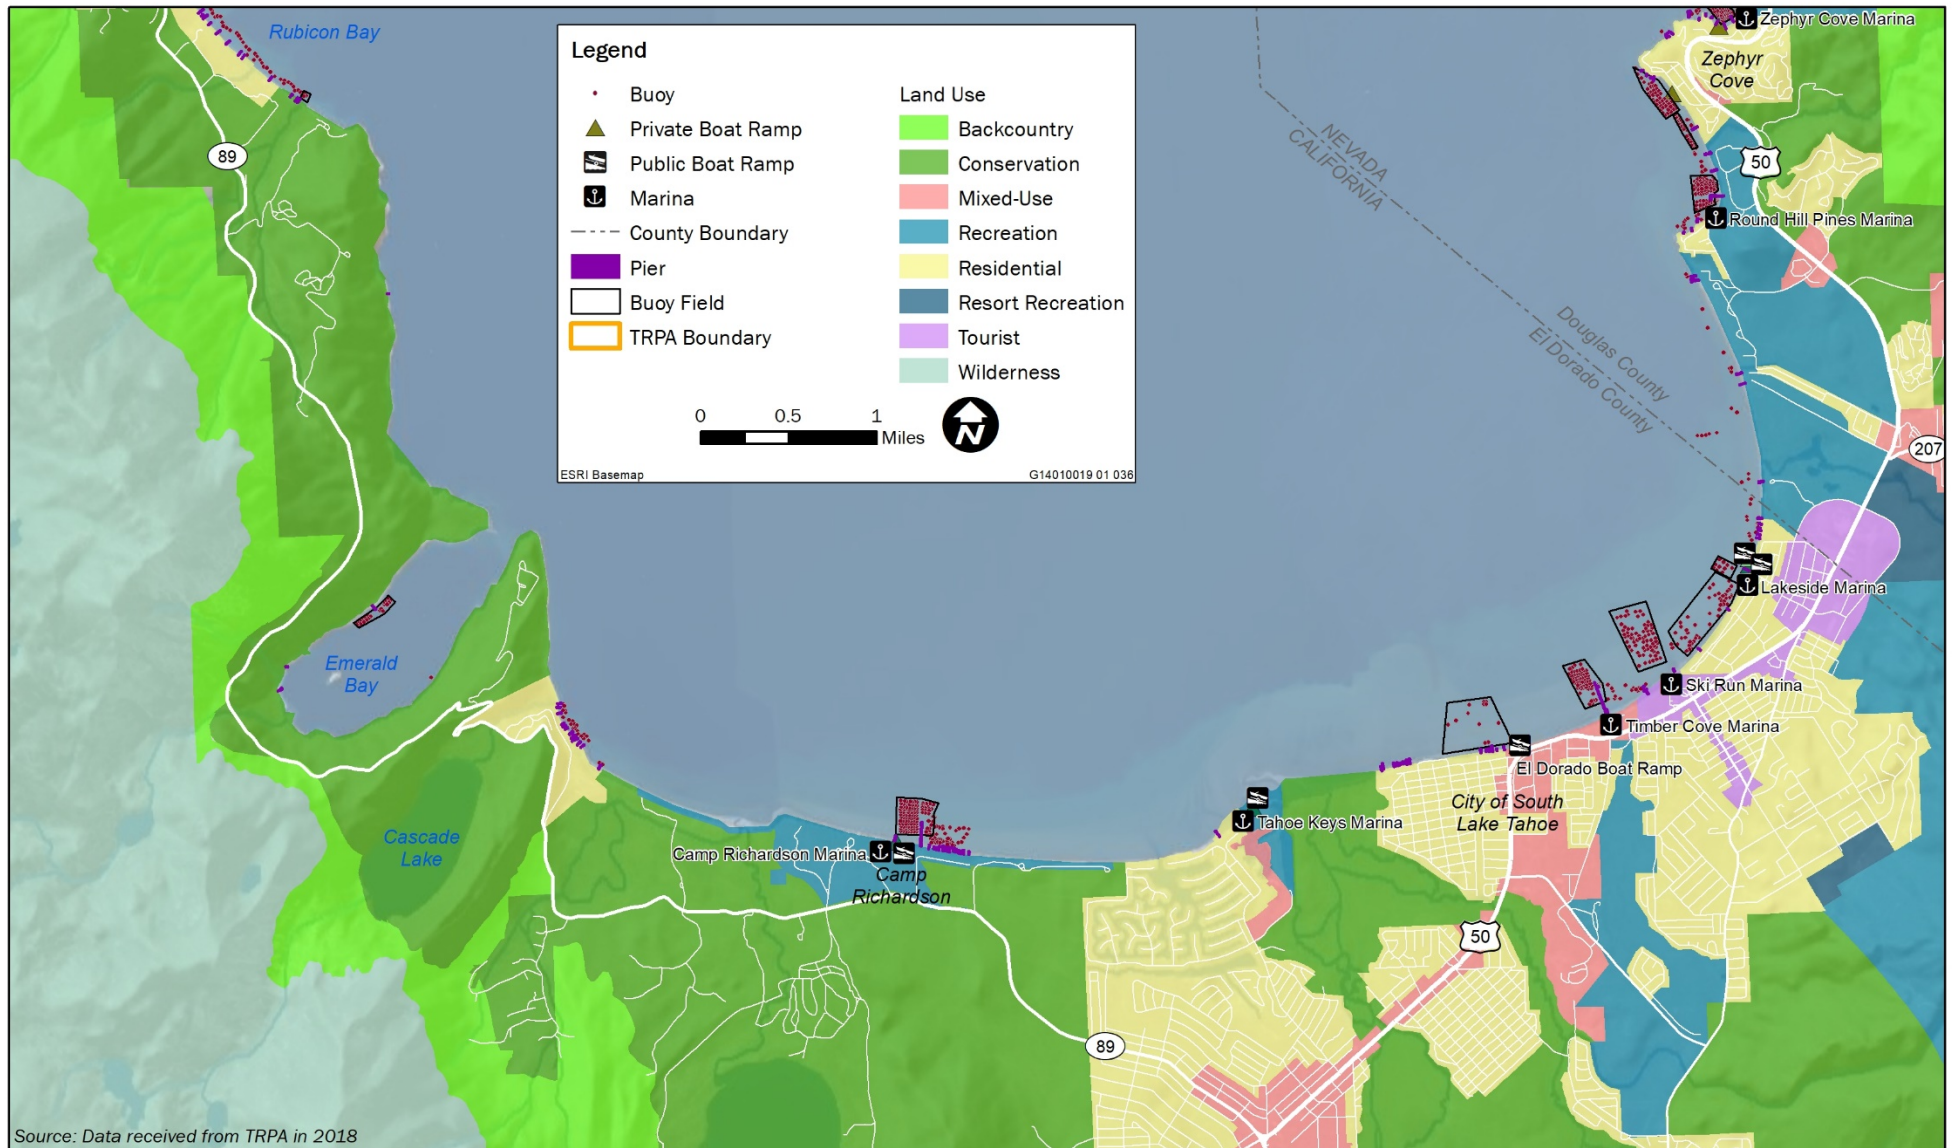 Rubicon Bay
Zephyr Cove Marina
Zephyr
Cove
Legend
Buoy
Private Boat Ramp
Public Boat Ramp
Marina
County Boundary
Pier
Buoy Field
TRPA Boundary
Land Use
Backcountry
Conservation
Mixed-Use
Recreation
Residential
Resort Recreation
Tourist
Wilderness
0 0.5 1
Miles
N
ESRI Basemap
G14010019 01 036
NEVADA
CALIFORNIA
89
50
Round Hill Pines Marina
Douglas County
El Dorado County
207
Lakeside Marina
Emerald
Bay
Ski Run Marina
Timber Cove Marina
El Dorado Boat Ramp
City of South
Lake Tahoe
Tahoe Keys Marina
Cascade
Lake
Camp Richardson Marina
Camp
Richardson
50
89
Source: Data received from TRPA in 2018